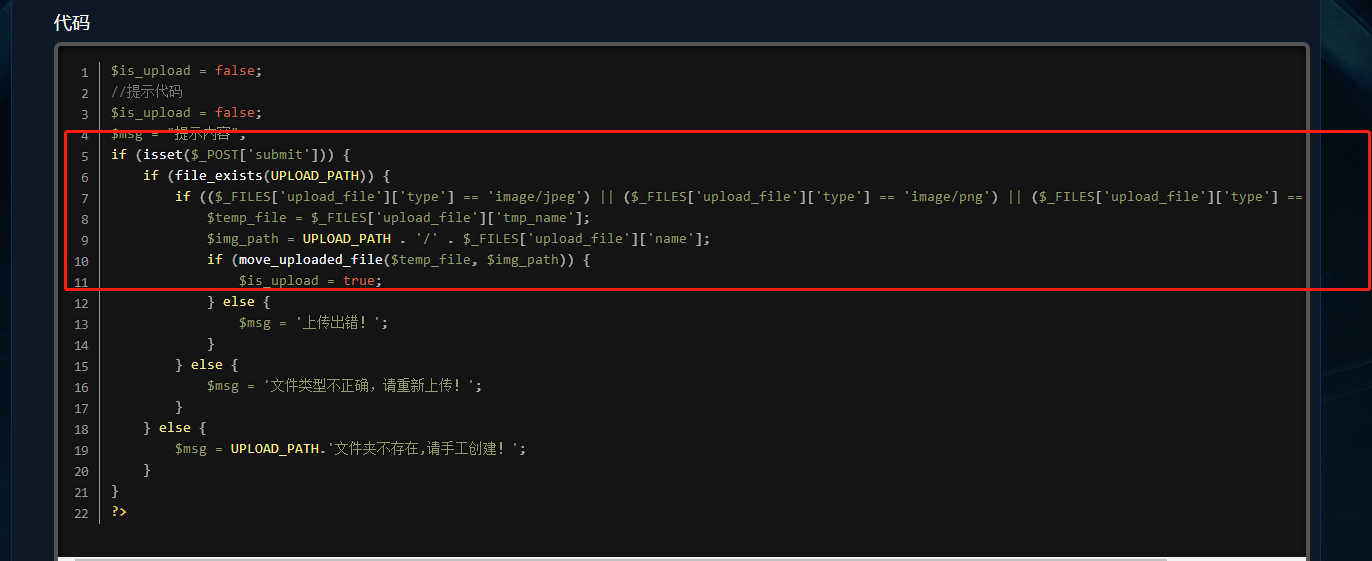 代码
1 $is_upload = false;
2 //提示代码
3 $is_upload = false;
4 $msg = "提示内容";
5 if (isset($_POST['submit'])) {
6 if (file_exists(UPLOAD_PATH)) {
7 if (($_FILES['upload_file']['type'] == 'image/jpeg') || ($_FILES['upload_file']['type'] == 'image/png') || ($_FILES['upload_file']['type'] ==
8 $temp_file = $_FILES['upload_file']['tmp_name'];
9 $img_path = UPLOAD_PATH . '/' . $_FILES['upload_file']['name'];
10 if (move_uploaded_file($temp_file, $img_path)) {
11 $is_upload = true;
12 } else {
13 $msg = '上传出错！';
14 }
15 } else {
16 $msg = '文件类型不正确，请重新上传！';
17 }
18 } else {
19 $msg = UPLOAD_PATH.'文件夹不存在,请手工创建！';
20 }
21 }
22 ?>